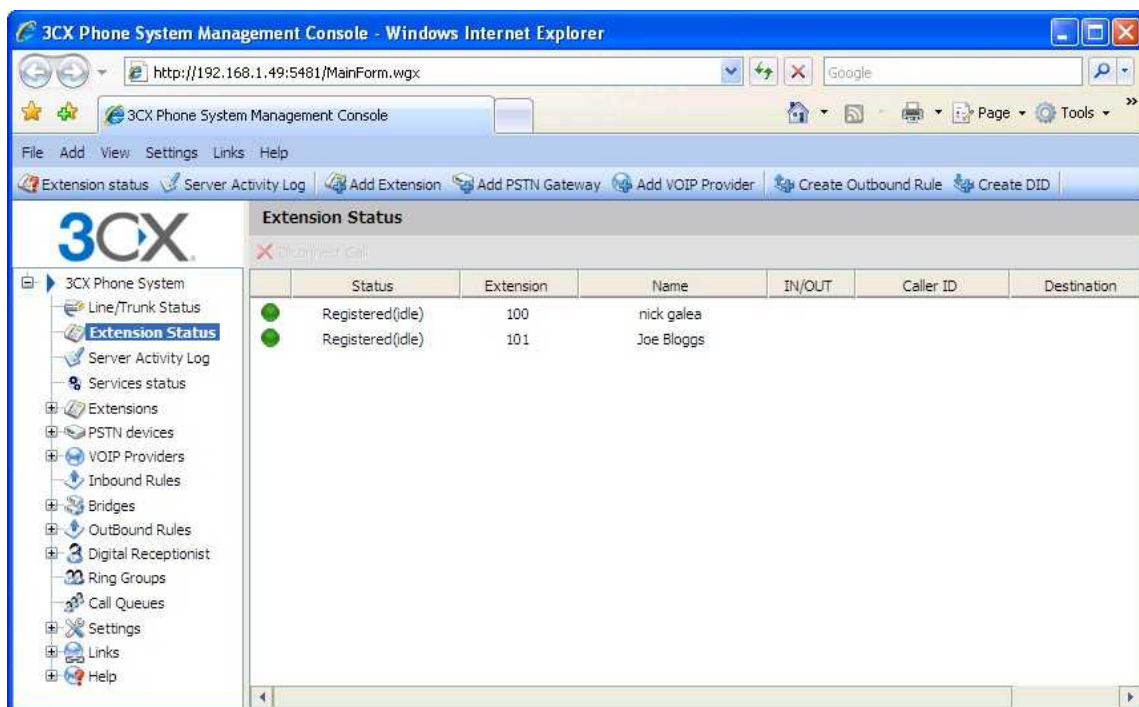 3CX Phone System Management Console - Windows Internet Explorer
http://192.168.1.49:5481/MainForm.wgx Google
3CX Phone System Management Console Page Tools »
File Add View Settings Links Help
Extension status Server Activity Log Add Extension Add PSTN Gateway Add VOIP Provider Create Outbound Rule Create DID
3CX
Extension Status
Disconnect Call
3CX Phone System
Line/Trunk Status
Extension Status
Server Activity Log
Services status
Extensions
PSTN devices
VOIP Providers
Inbound Rules
Bridges
OutBound Rules
Digital Receptionist
Ring Groups
Call Queues
Settings
Links
Help
Status Extension Name IN/OUT Caller ID Destination
Registered(idle) 100 nick galea
Registered(idle) 101 Joe Bloggs